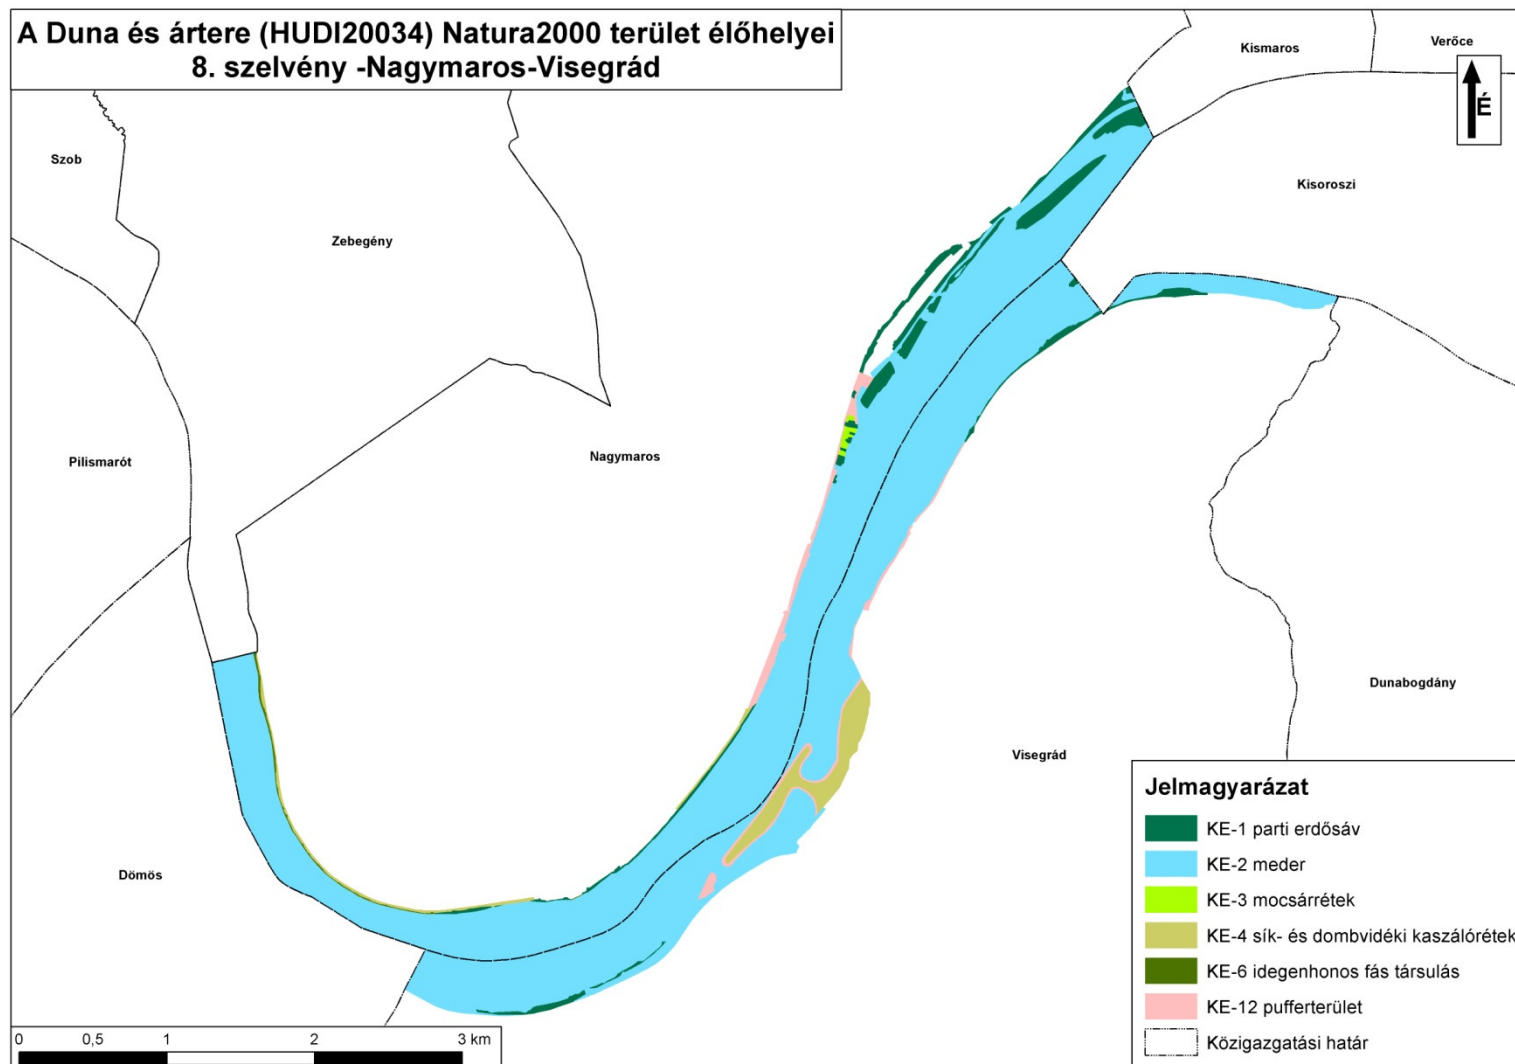 A Duna és ártere (HUDI20034) Natura2000 terület élőhelyei
8. szelvény -Nagymaros-Visegrád
Kismaros
Verőce
É
Szob
Kisoroszi
Zebegény
Nagymaros
Pilismarót
Dunabogdány
Visegrád
Dömös
Jelmagyarázat
KE-1 parti erdősáv
KE-2 meder
KE-3 mocsárrétek
KE-4 sík- és dombvidéki kaszálórétek
KE-6 idegenhonos fás társulás
KE-12 pufferterület
Közigazgatási határ
0 0,5 1 2 3 km